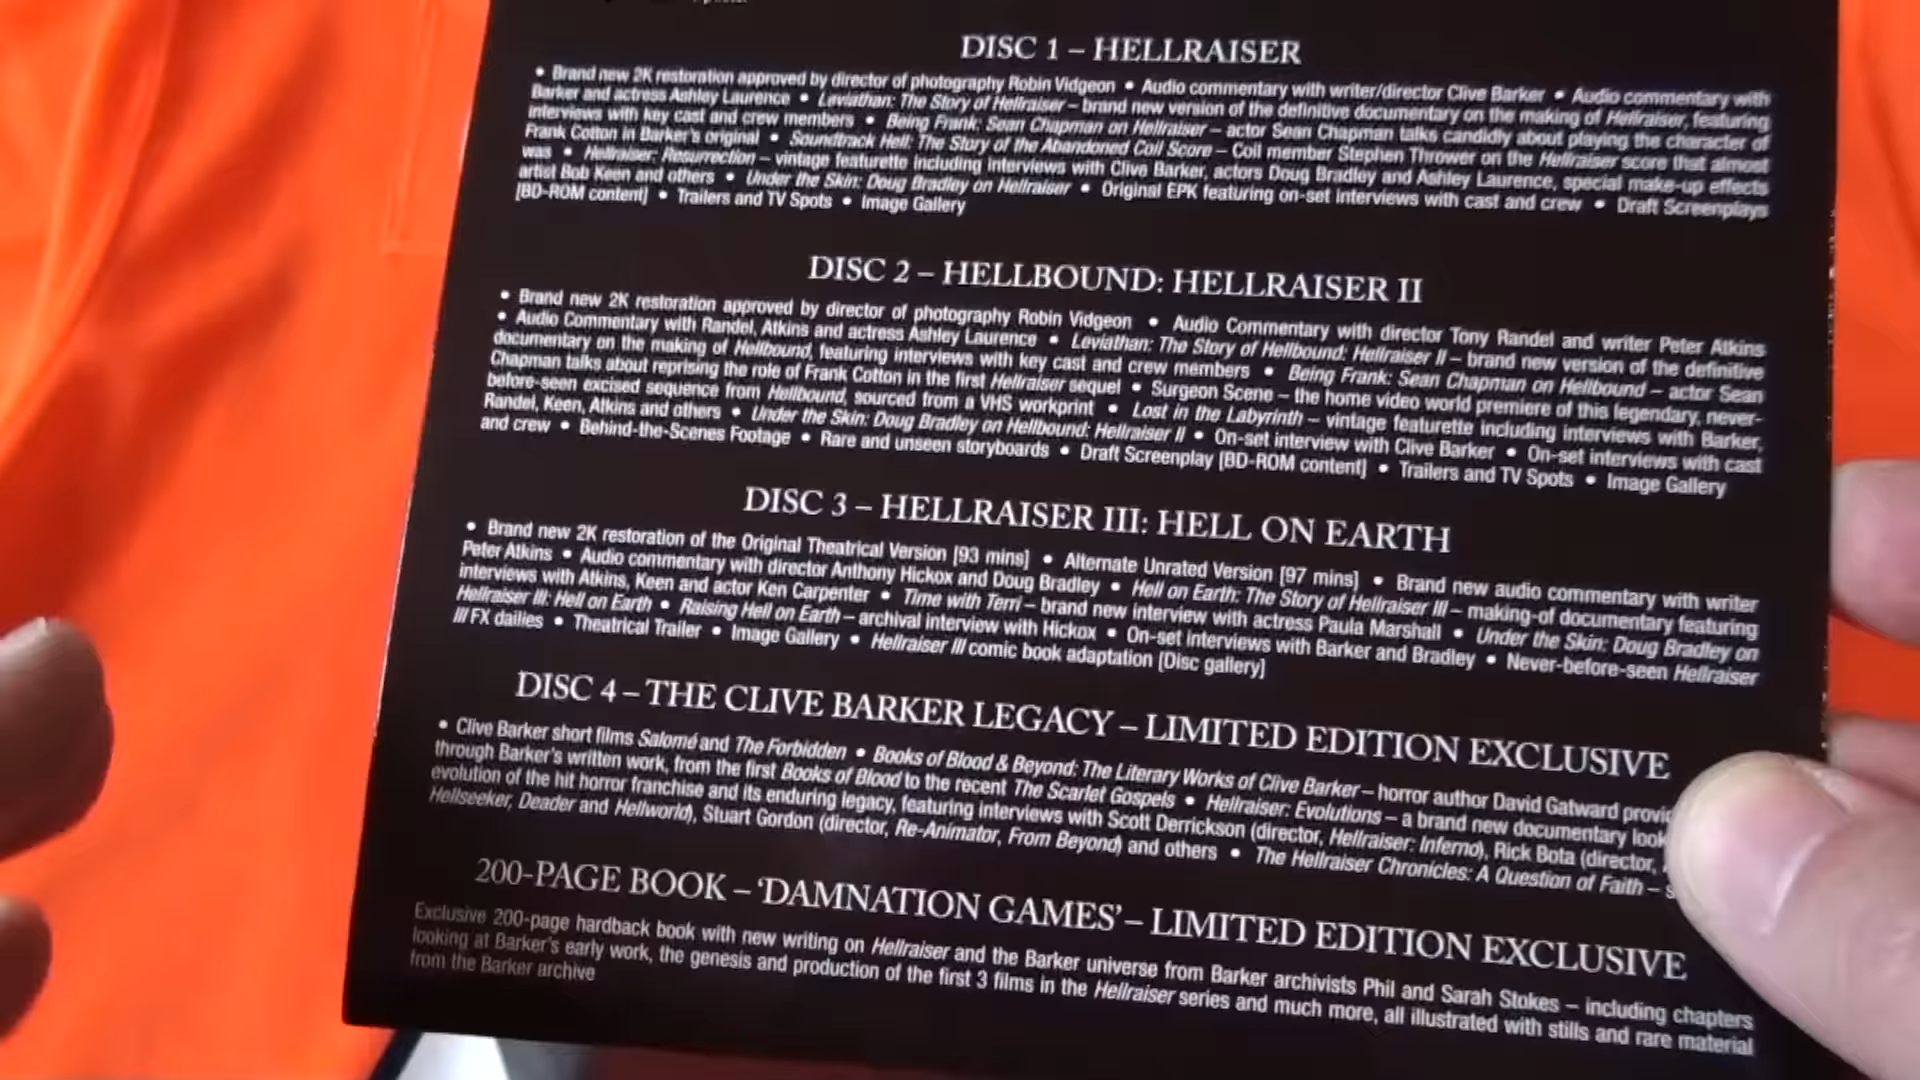 DISC 1 – HELLRAISER
• Brand new 2K restoration approved by director of photography Robin Vidgeon • Audio commentary with writer/director Clive Barker • Audio commentary with
Barker and actress Ashley Laurence • Leviathan: The Story of Hellraiser – brand new version of the definitive documentary on the making of Hellraiser, featuring
interviews with key cast and crew members • Being Frank: Sean Chapman on Hellraiser – actor Sean Chapman talks candidly about playing the character of
Frank Cotton in Barker's original • Soundtrack Hell: The Story of the Abandoned Coil Score – Coil member Stephen Thrower on the Hellraiser score that almost
was • Hellraiser: Resurrection – vintage featurette including interviews with Clive Barker, actors Doug Bradley and Ashley Laurence, special make-up effects
artist Bob Keen and others • Under the Skin: Doug Bradley on Hellraiser • Original EPK featuring on-set interviews with cast and crew • Draft Screenplays
[BD-ROM content] • Trailers and TV Spots • Image Gallery
DISC 2 – HELLBOUND: HELLRAISER II
• Brand new 2K restoration approved by director of photography Robin Vidgeon • Audio Commentary with director Tony Randel and writer Peter Atkins
• Audio Commentary with Randel, Atkins and actress Ashley Laurence • Leviathan: The Story of Hellbound: Hellraiser II – brand new version of the definitive
documentary on the making of Hellbound, featuring interviews with key cast and crew members • Being Frank: Sean Chapman on Hellbound – actor Sean
Chapman talks about reprising the role of Frank Cotton in the first Hellraiser sequel • Surgeon Scene – the home video world premiere of this legendary, never-
before-seen excised sequence from Hellbound, sourced from a VHS workprint • Lost in the Labyrinth – vintage featurette including interviews with Barker,
Randel, Keen, Atkins and others • Under the Skin: Doug Bradley on Hellbound: Hellraiser II • On-set interview with Clive Barker • On-set interviews with cast
and crew • Behind-the-Scenes Footage • Rare and unseen storyboards • Draft Screenplay [BD-ROM content] • Trailers and TV Spots • Image Gallery
DISC 3 – HELLRAISER III: HELL ON EARTH
• Brand new 2K restoration of the Original Theatrical Version [93 mins] • Alternate Unrated Version [97 mins] • Brand new audio commentary with writer
Peter Atkins • Audio commentary with director Anthony Hickox and Doug Bradley • Hell on Earth: The Story of Hellraiser III – making-of documentary featuring
interviews with Atkins, Keen and actor Ken Carpenter • Time with Terri – brand new interview with actress Paula Marshall • Under the Skin: Doug Bradley on
Hellraiser III: Hell on Earth • Raising Hell on Earth – archival interview with Hickox • On-set interviews with Barker and Bradley • Never-before-seen Hellraiser
III FX dailies • Theatrical Trailer • Image Gallery • Hellraiser III comic book adaptation [Disc gallery]
DISC 4 – THE CLIVE BARKER LEGACY – LIMITED EDITION EXCLUSIVE
• Clive Barker short films Salomé and The Forbidden • Books of Blood & Beyond: The Literary Works of Clive Barker – horror author David Gatward
through Barker's written work, from the first Books of Blood to the recent The Scarlet Gospels • Hellraiser: Evolutions – a brand new documentary
evolution of the hit horror franchise and its enduring legacy, featuring interviews with Scott Derrickson (director, Hellraiser: Inferno), Rick Bota (director,
Hellseeker, Deader and Hellworld), Stuart Gordon (director, Re-Animator, From Beyond) and others • The Hellraiser Chronicles: A Question of Faith –
200-PAGE BOOK – 'DAMNATION GAMES' – LIMITED EDITION EXCLUSIVE
Exclusive 200-page hardback book with new writing on Hellraiser and the Barker universe from Barker archivists Phil and Sarah Stokes – including chapters
looking at Barker's early work, the genesis and production of the first 3 films in the Hellraiser series and much more, all illustrated with stills and rare material
from the Barker archive